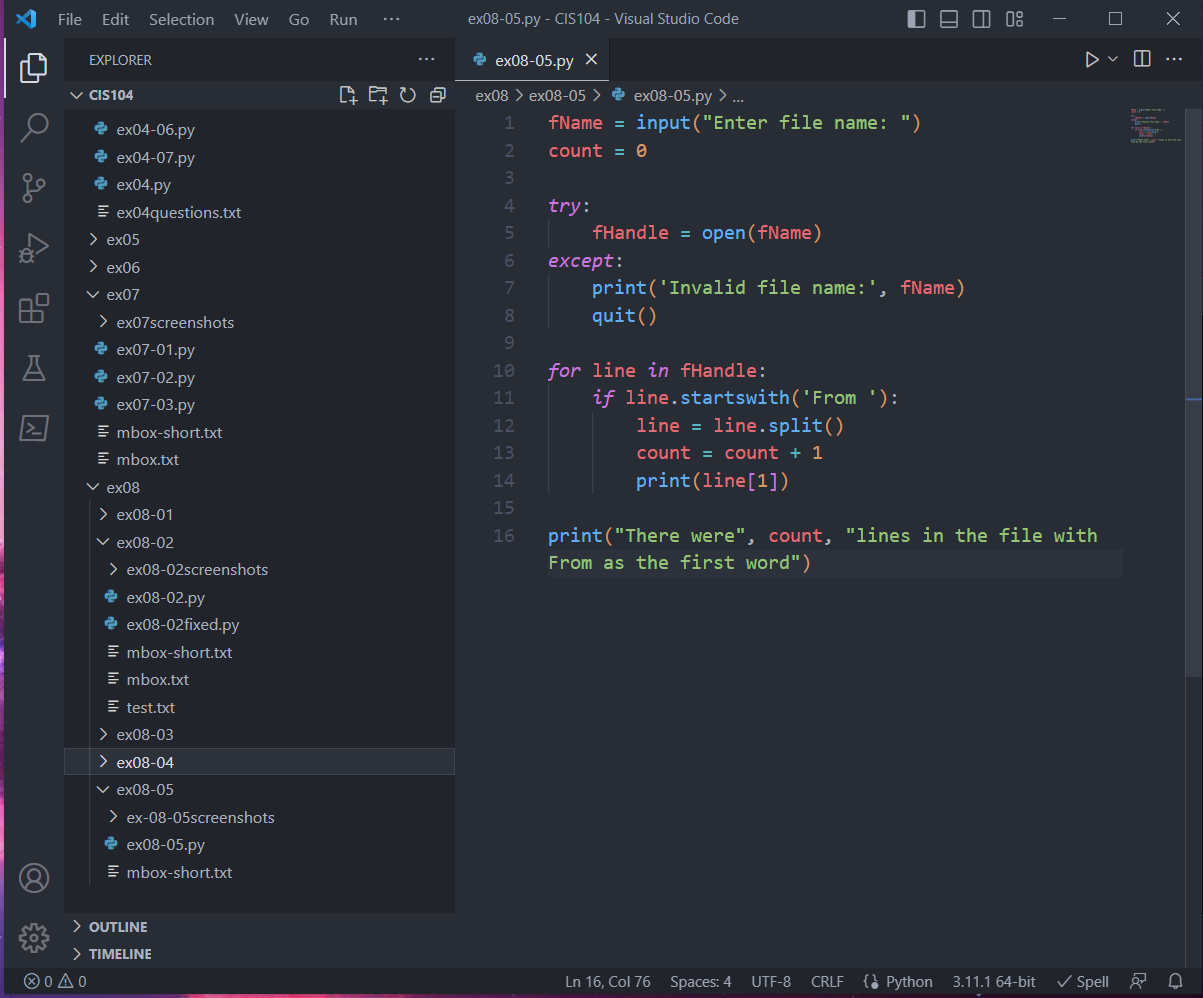 File Edit Selection View Go Run ··· ex08-05.py - CIS104 - Visual Studio Code
EXPLORER ···
CIS104
ex04-06.py
ex04-07.py
ex04.py
ex04questions.txt
ex05
ex06
ex07
ex07screenshots
ex07-01.py
ex07-02.py
ex07-03.py
mbox-short.txt
mbox.txt
ex08
ex08-01
ex08-02
ex08-02screenshots
ex08-02.py
ex08-02fixed.py
mbox-short.txt
mbox.txt
test.txt
ex08-03
ex08-04
ex08-05
ex-08-05screenshots
ex08-05.py
mbox-short.txt
OUTLINE
TIMELINE
ex08-05.py
ex08 > ex08-05 > ex08-05.py > ...
1 fName = input("Enter file name: ")
2 count = 0
3
4 try:
5     fHandle = open(fName)
6 except:
7     print('Invalid file name:', fName)
8     quit()
9
10 for line in fHandle:
11     if line.startswith('From '):
12         line = line.split()
13         count = count + 1
14         print(line[1])
15
16 print("There were", count, "lines in the file with
From as the first word")
0 0 Ln 16, Col 76 Spaces: 4 UTF-8 CRLF Python 3.11.1 64-bit Spell